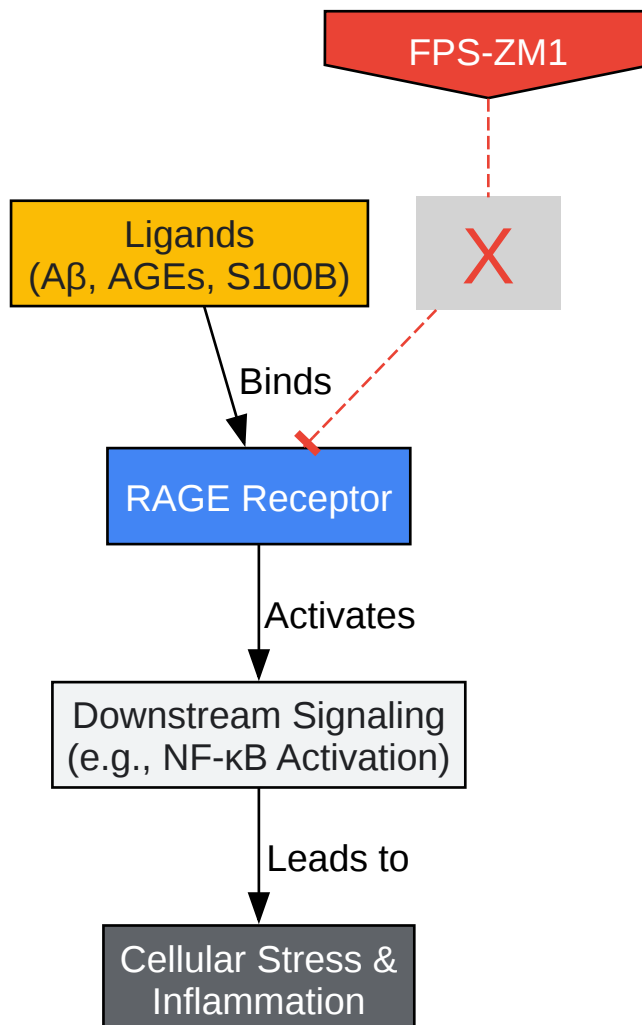 FPS-ZM1
Ligands
(Aβ, AGEs, S100B)
X
Binds
RAGE Receptor
Activates
Downstream Signaling
(e.g., NF-κB Activation)
Leads to
Cellular Stress &
Inflammation